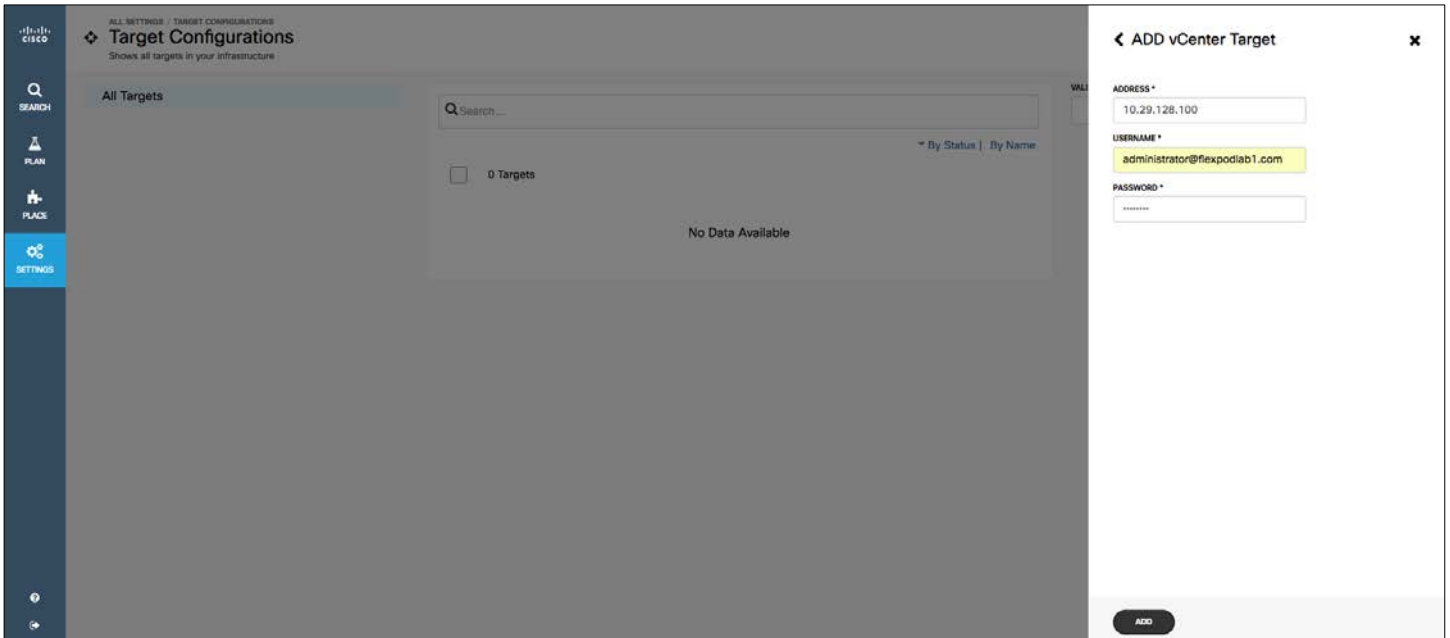 CISCO
SEARCH
PLAN
PLACE
SETTINGS
ALL SETTINGS / TARGET CONFIGURATIONS
Target Configurations
Shows all targets in your infrastructure
All Targets
Search...
By Status | By Name
0 Targets
No Data Available
VALI
ADD vCenter Target
ADDRESS *
10.29.128.100
USERNAME *
administrator@flexpodlab1.com
PASSWORD *
........
ADD